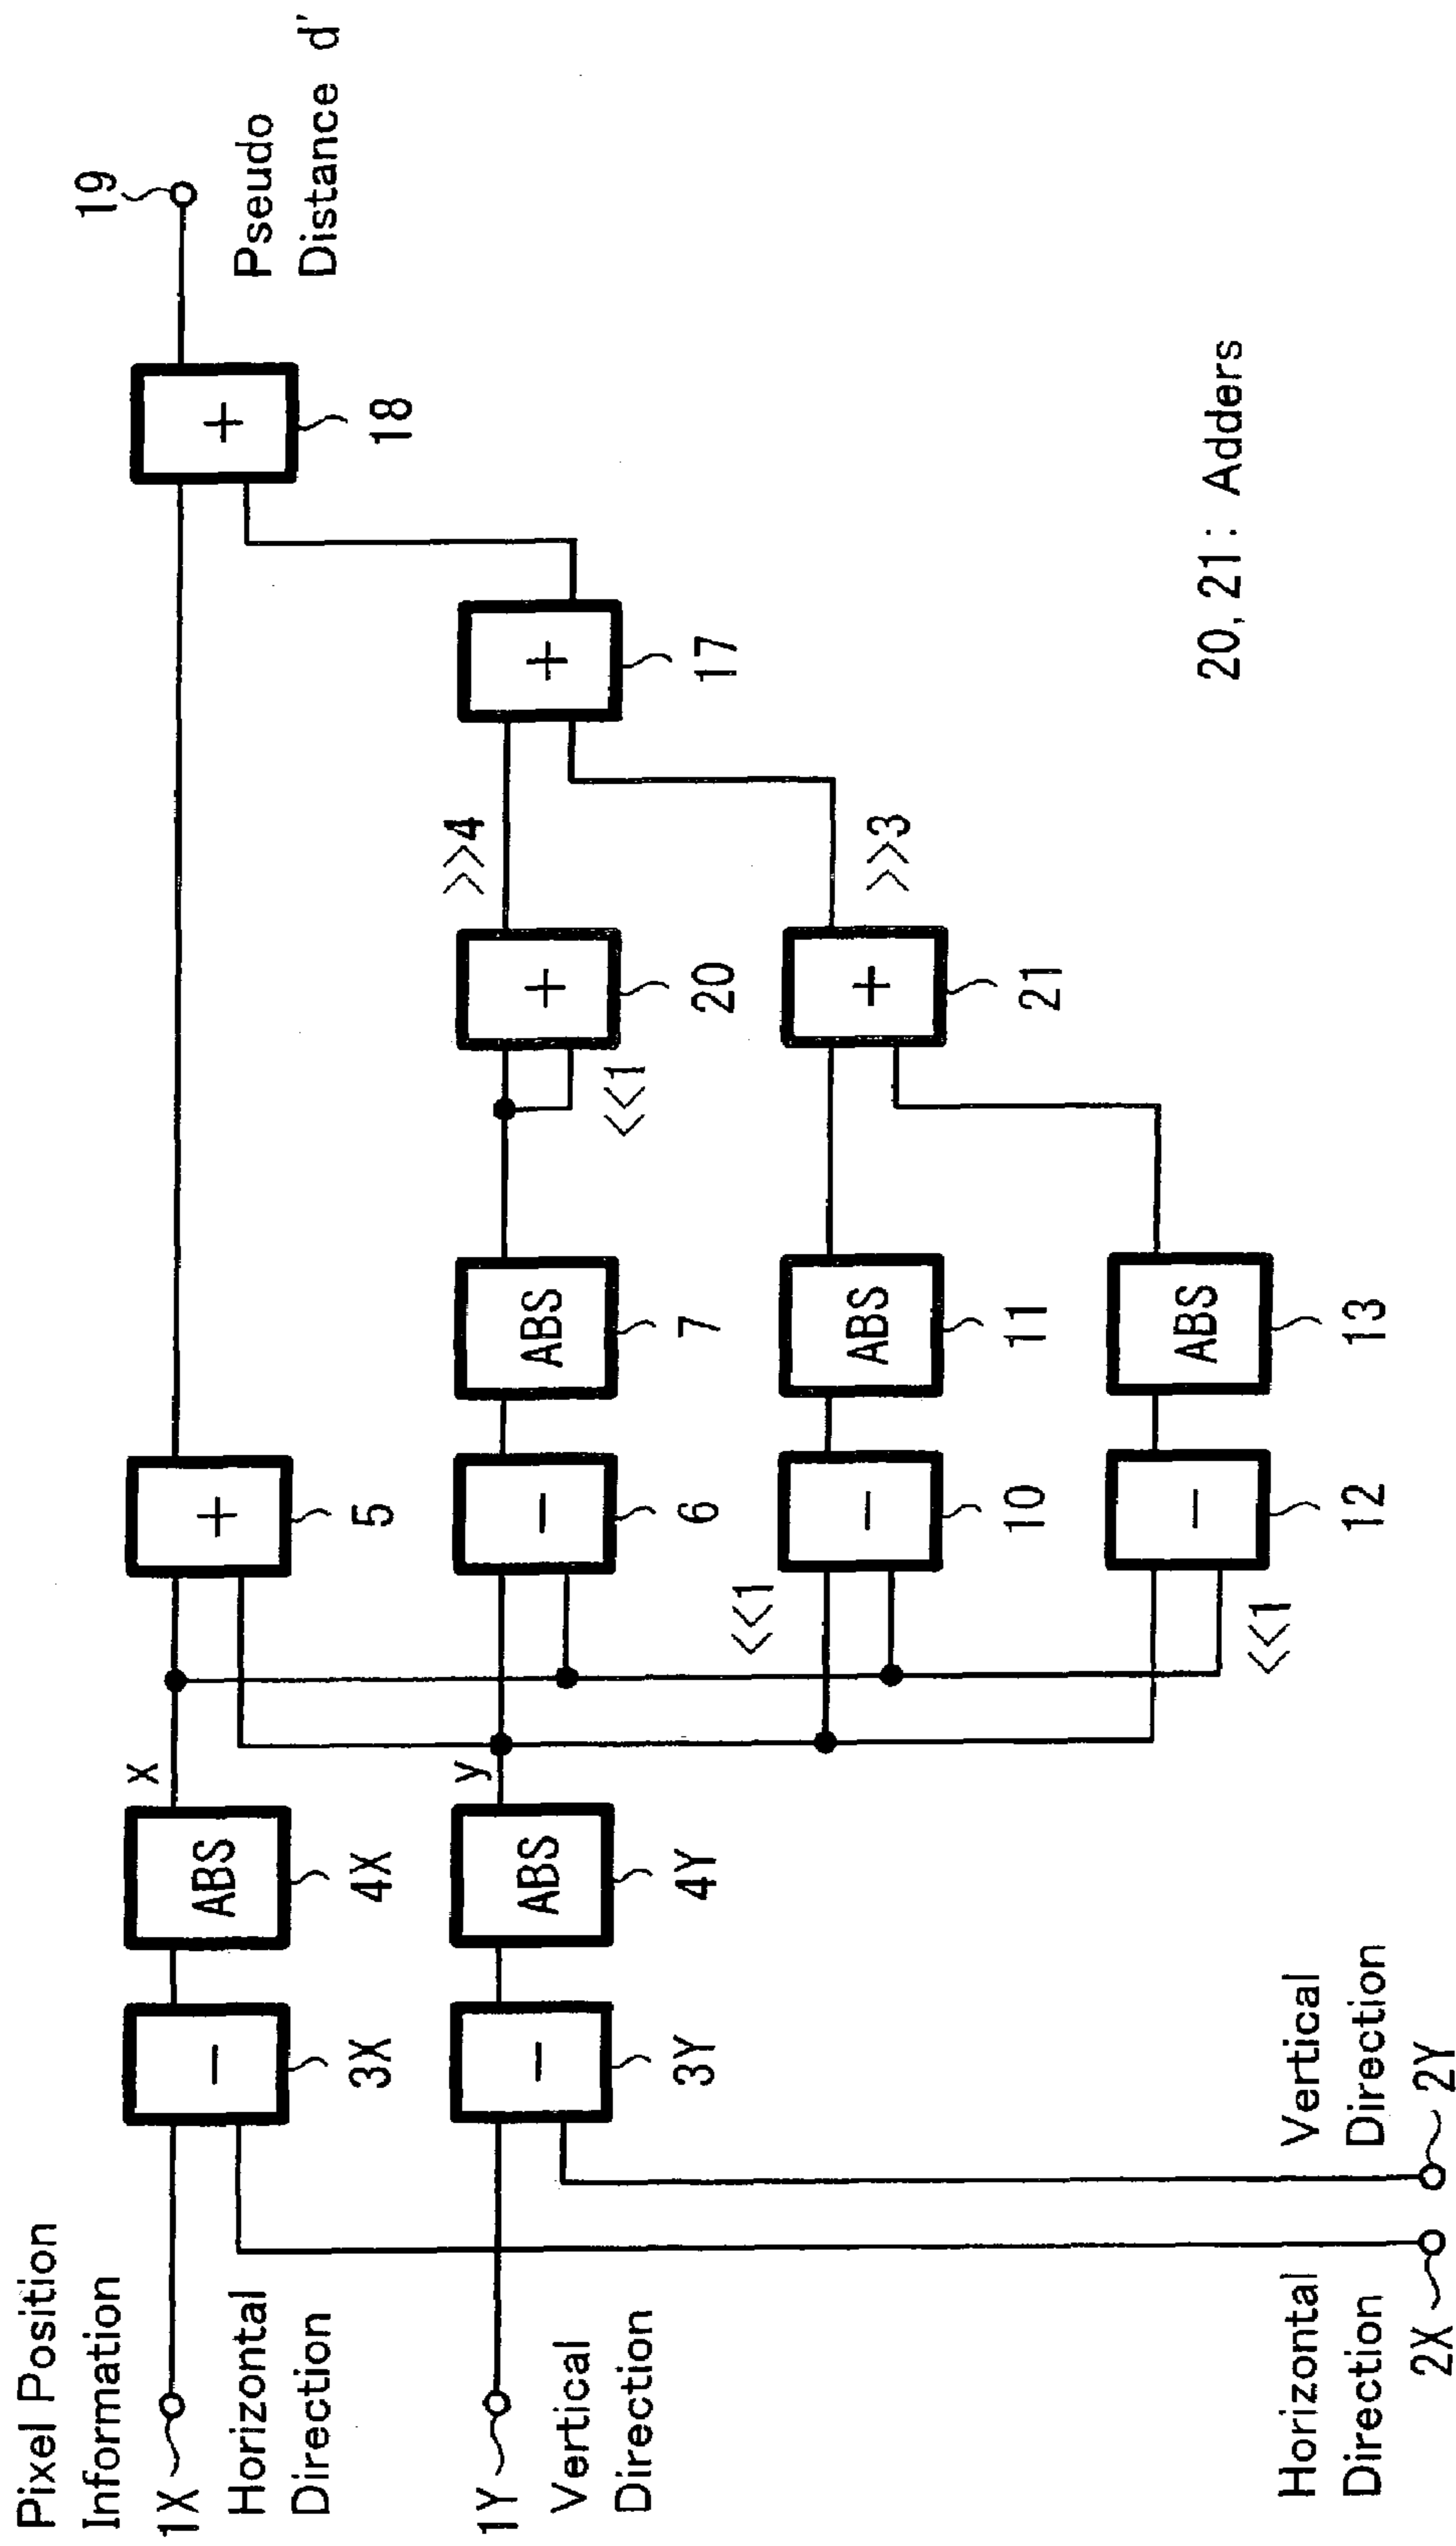 Pixel Position
Information
1X
Horizontal
Direction
1Y
Vertical
Direction
Horizontal
Direction
2X
Vertical
Direction
2Y
-
3X
ABS
4X
x
-
3Y
ABS
4Y
y
+
5
-
6
ABS
7
<<1
+
20
>>4
<<1
-
10
ABS
11
-
12
<<1
ABS
13
+
21
>>3
+
17
+
18
19
Pseudo
Distance d'
20, 21: Adders